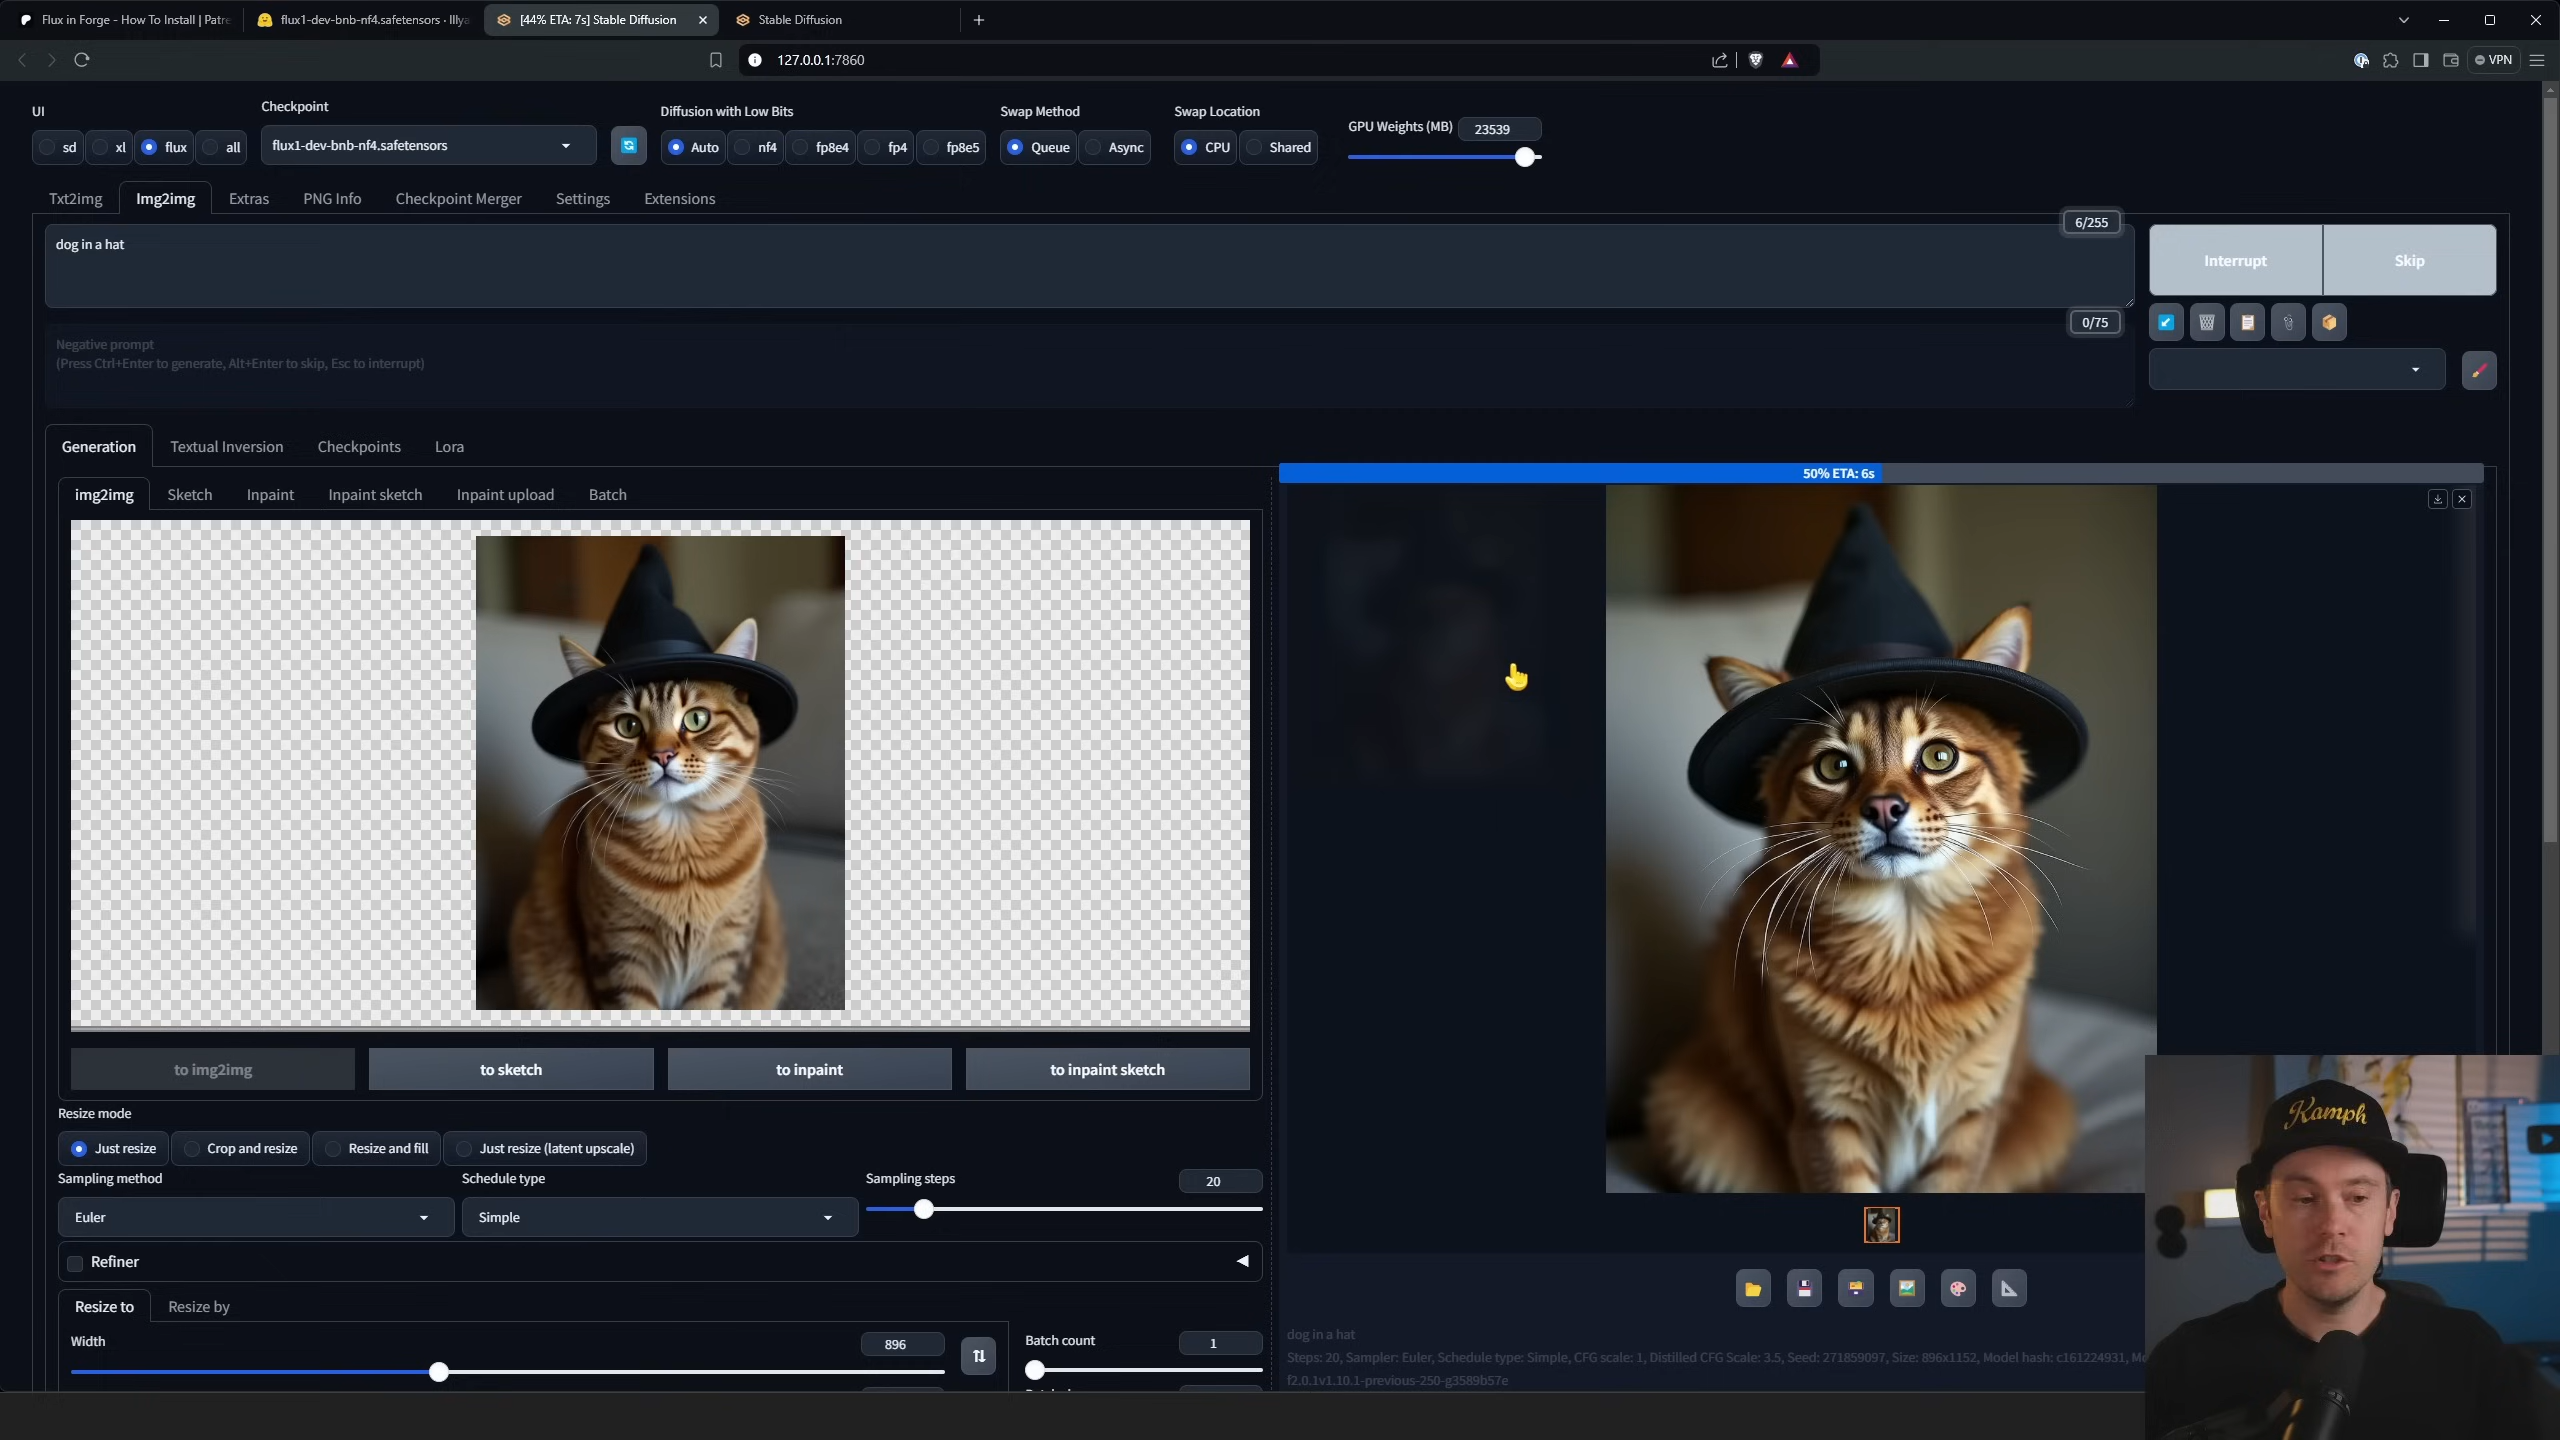 Flux in Forge - How To Install | Patre
flux1-dev-bnb-nf4.safetensors · lllya
[44% ETA: 7s] Stable Diffusion
Stable Diffusion
127.0.0.1:7860
VPN
UI
Checkpoint
Diffusion with Low Bits
Swap Method
Swap Location
GPU Weights (MB)
23539
sd
xl
flux
all
flux1-dev-bnb-nf4.safetensors
Auto
nf4
fp8e4
fp4
fp8e5
Queue
Async
CPU
Shared
Txt2img
Img2img
Extras
PNG Info
Checkpoint Merger
Settings
Extensions
6/255
dog in a hat
Interrupt
Skip
0/75
Negative prompt
(Press Ctrl+Enter to generate, Alt+Enter to skip, Esc to interrupt)
Generation
Textual Inversion
Checkpoints
Lora
50% ETA: 6s
img2img
Sketch
Inpaint
Inpaint sketch
Inpaint upload
Batch
to img2img
to sketch
to inpaint
to inpaint sketch
Resize mode
Just resize
Crop and resize
Resize and fill
Just resize (latent upscale)
Sampling method
Schedule type
Sampling steps
20
Euler
Simple
Refiner
Resize to
Resize by
Width
896
Batch count
1
dog in a hat
Steps: 20, Sampler: Euler, Schedule type: Simple, CFG scale: 1, Distilled CFG Scale: 3.5, Seed: 271859097, Size: 896x1152, Model hash: c161224931, Mo
f2.0.1v1.10.1-previous-250-g3589b57e
Kamph